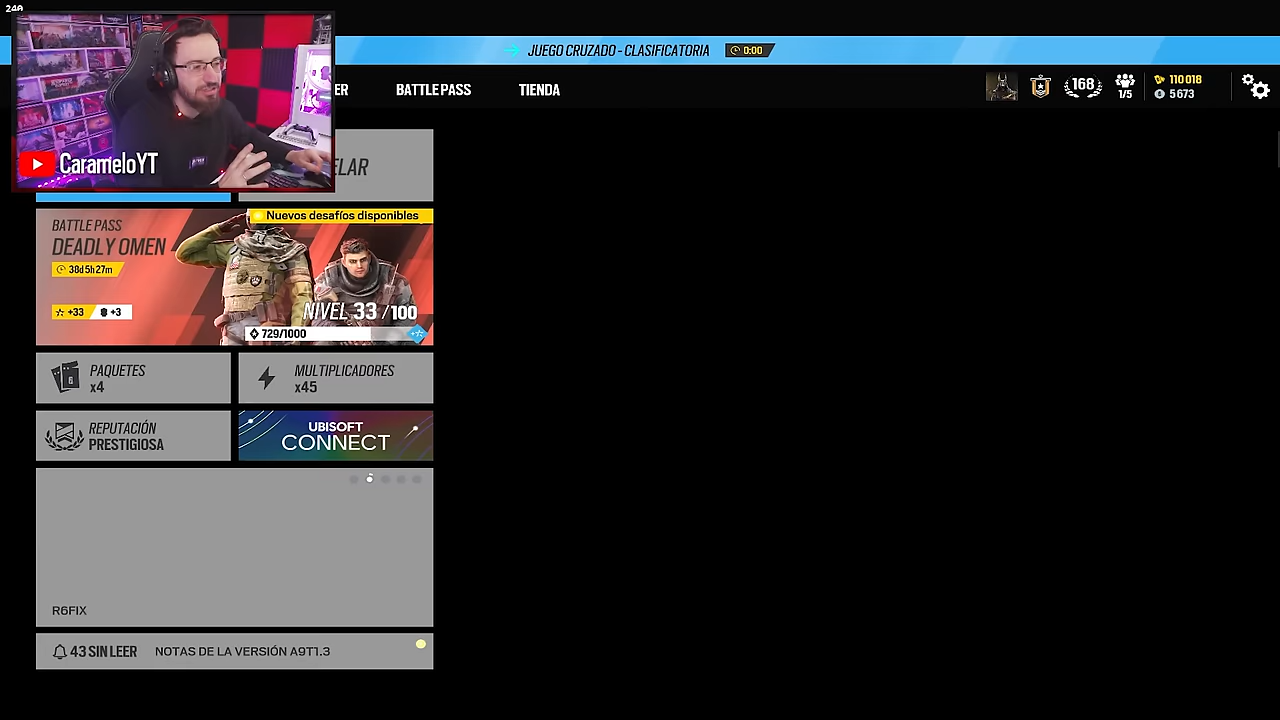 240
JUEGO CRUZADO - CLASIFICATORIA 0:00
ER BATTLE PASS TIENDA
168
1/5
110 018
5 673
CarameloYT
ELAR
Nuevos desafíos disponibles
BATTLE PASS
DEADLY OMEN
38d 5h 27m
+33 +3
NIVEL 33 /100
729/1000
PAQUETES
x4
MULTIPLICADORES
x45
REPUTACIÓN
PRESTIGIOSA
UBISOFT
CONNECT
R6FIX
43 SIN LEER NOTAS DE LA VERSIÓN A9T1.3